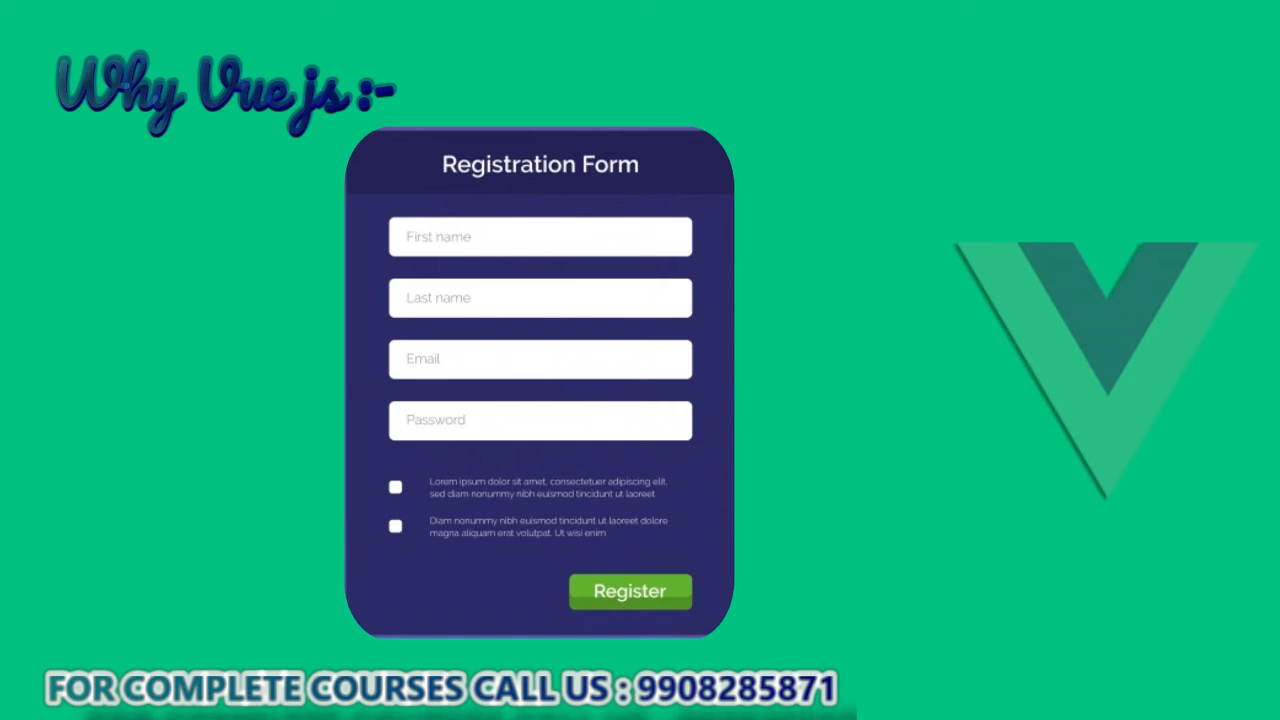 Why Vue js :-
Registration Form
First name
Last name
Email
Password
Lorem ipsum dolor sit amet, consectetuer adipiscing elit,
sed diam nonummy nibh euismod tincidunt ut laoreet
Diam nonummy nibh euismod tincidunt ut laoreet dolore
magna aliquam erat volutpat. Ut wisi enim
Register
FOR COMPLETE COURSES CALL US : 9908285871